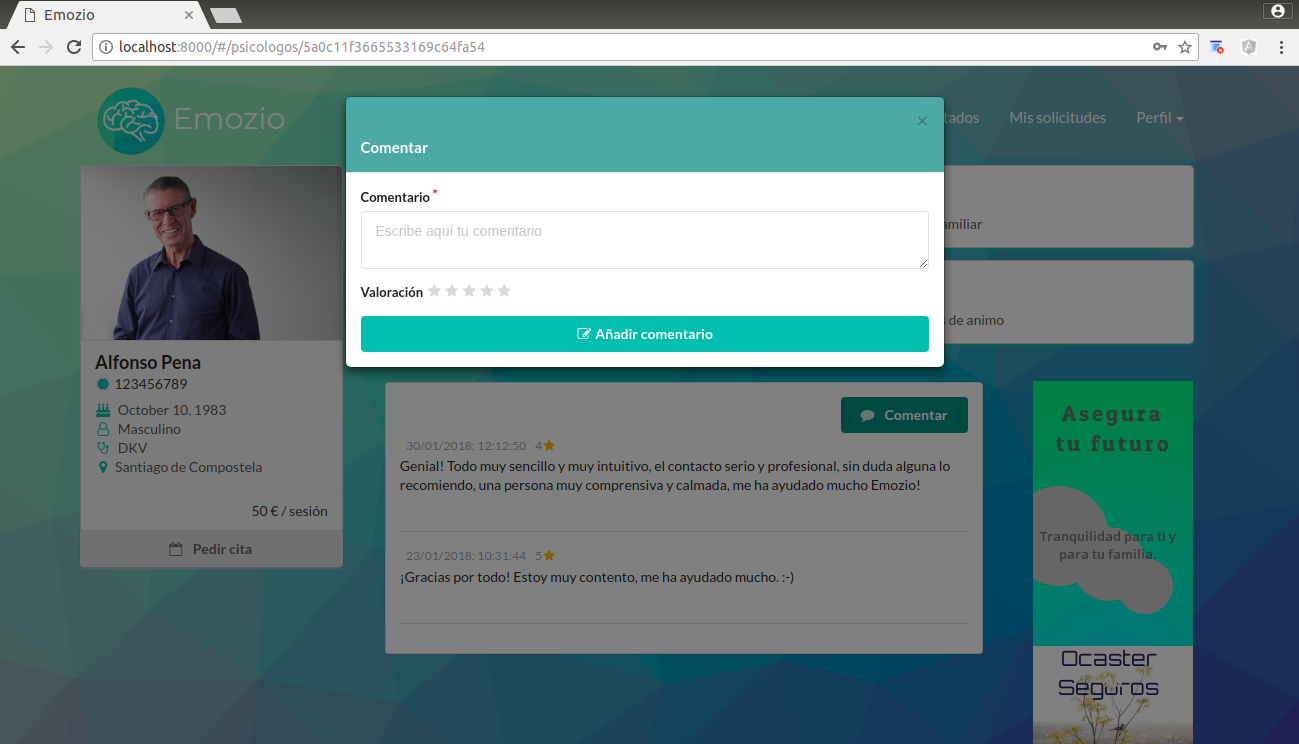 Emozio
localhost:8000/#/psicologos/5a0c11f3665533169c64fa54
Emozio
tados Mis solicitudes Perfil
×
Comentar
Comentario *
Escribe aquí tu comentario
Valoración
Añadir comentario
amiliar
de animo
Alfonso Pena
123456789
October 10, 1983
Masculino
DKV
Santiago de Compostela
50 € / sesión
Pedir cita
Comentar
30/01/2018; 12:12:50 4
Genial! Todo muy sencillo y muy intuitivo, el contacto serio y profesional, sin duda alguna lo
recomiendo, una persona muy comprensiva y calmada, me ha ayudado mucho Emozio!
23/01/2018; 10:31:44 5
¡Gracias por todo! Estoy muy contento, me ha ayudado mucho. :-)
Asegura
tu futuro
Tranquilidad para ti y
para tu familia.
Ocaster
Seguros